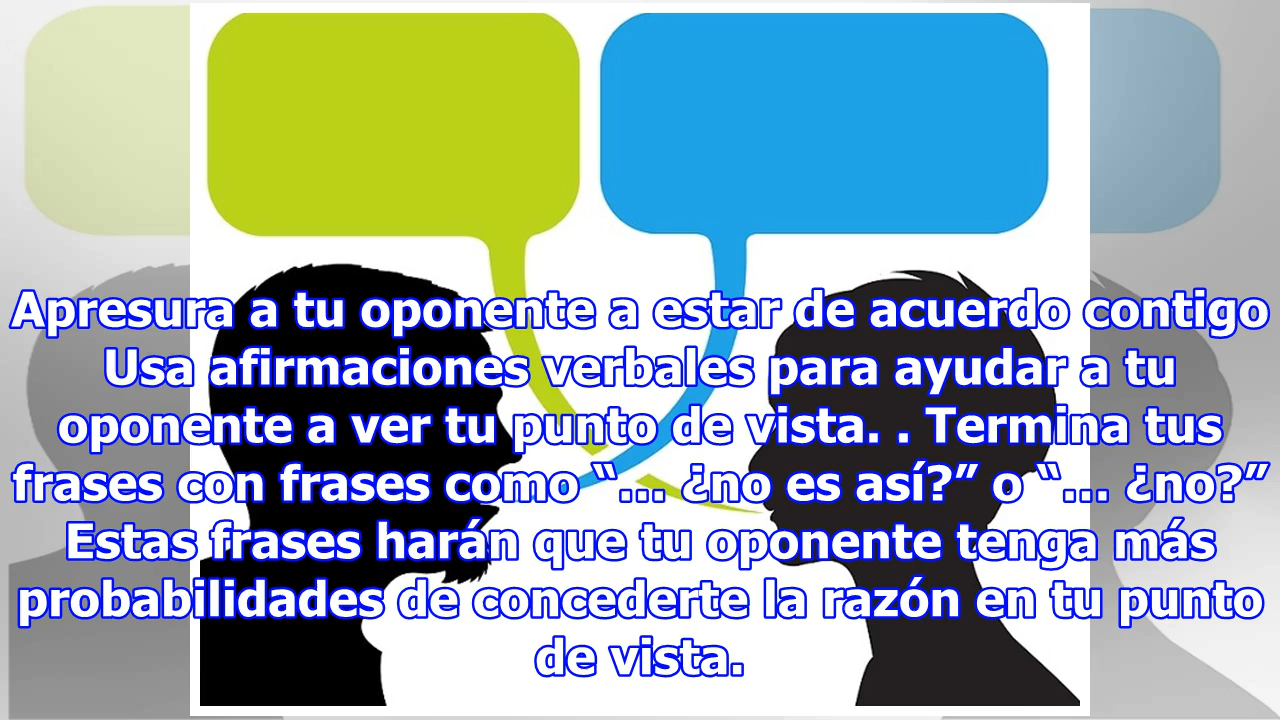 Apresura a tu oponente a estar de acuerdo contigo
Usa afirmaciones verbales para ayudar a tu
oponente a ver tu punto de vista. . Termina tus
frases con frases como “... ¿no es así?” o “... ¿no?”
Estas frases harán que tu oponente tenga más
probabilidades de concederte la razón en tu punto
de vista.